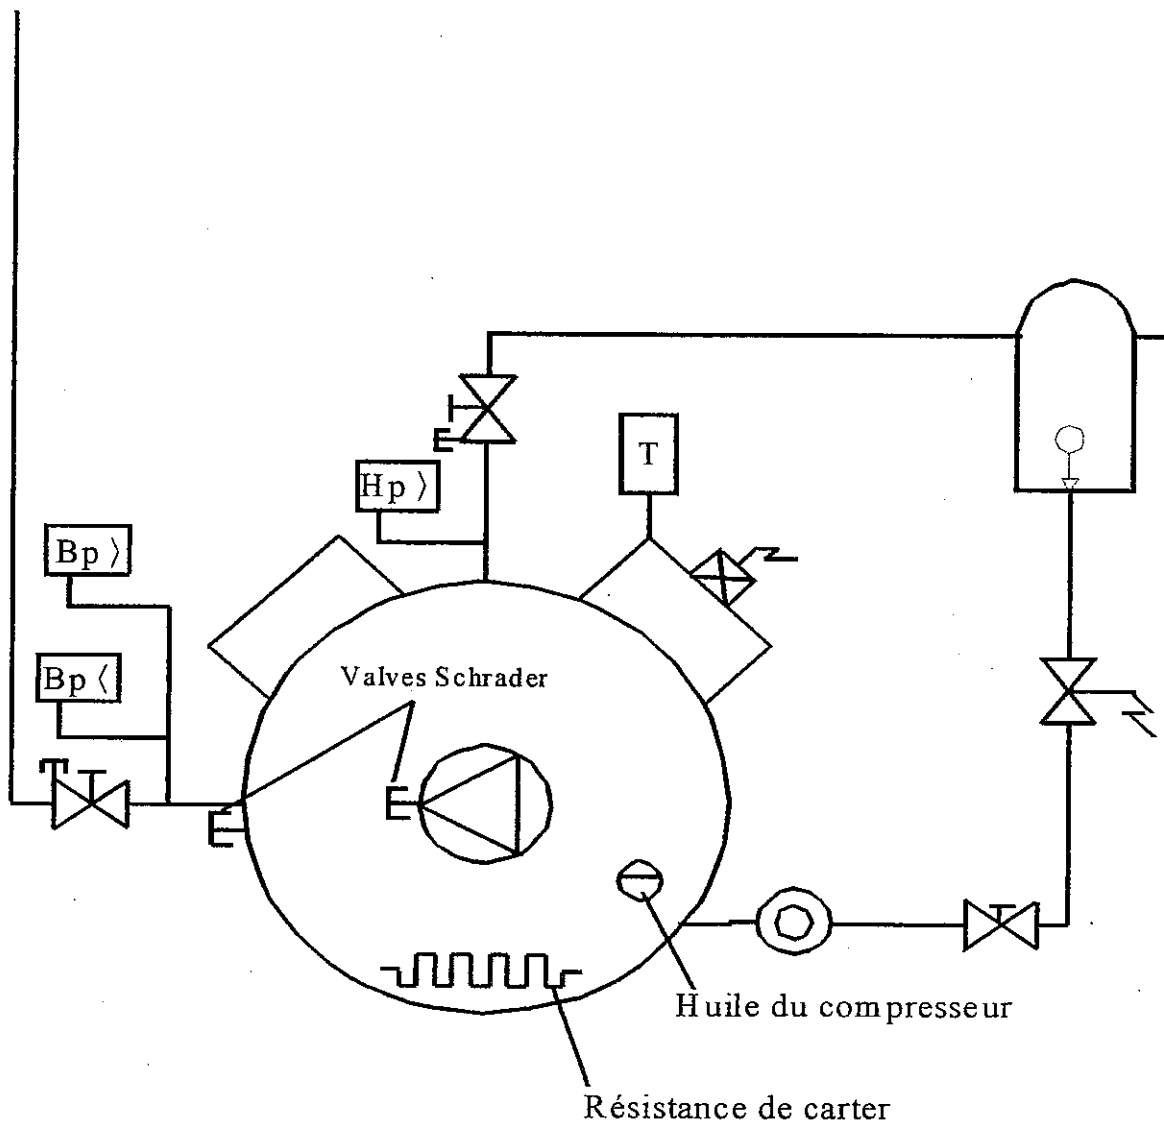 T
Hp 〉
Bp 〉
Bp 〈
Valves Schrader
Huile du compresseur
Résistance de carter